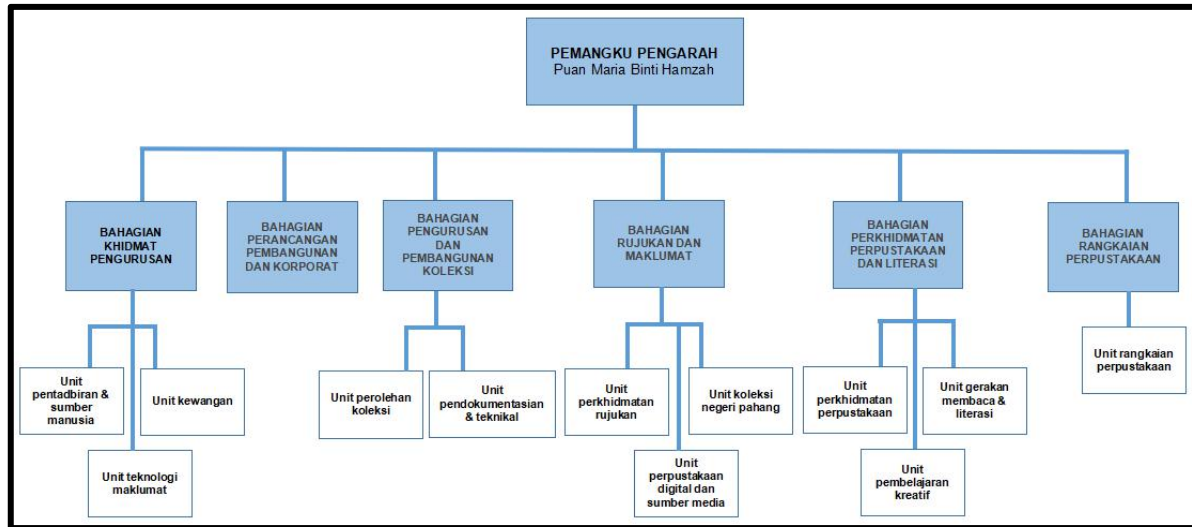 PEMANGKU PENGARAH
Puan Maria Binti Hamzah
BAHAGIAN
KHIDMAT
PENGURUSAN
BAHAGIAN
PERANCANGAN
PEMBANGUNAN
DAN KORPORAT
BAHAGIAN
PENGURUSAN
DAN
PEMBANGUNAN
KOLEKSI
BAHAGIAN
RUJUKAN DAN
MAKLUMAT
BAHAGIAN
PERKHIDMATAN
PERPUSTAKAAN
DAN LITERASI
BAHAGIAN
RANGKAIAN
PERPUSTAKAAN
Unit
pentadbiran &
sumber
manusia
Unit kewangan
Unit teknologi
maklumat
Unit perolehan
koleksi
Unit
pendokumentasian
& teknikal
Unit
perkhidmatan
rujukan
Unit koleksi
negeri pahang
Unit
perpustakaan
digital dan
sumber media
Unit
perkhidmatan
perpustakaan
Unit gerakan
membaca &
literasi
Unit
pembelajaran
kreatif
Unit rangkaian
perpustakaan